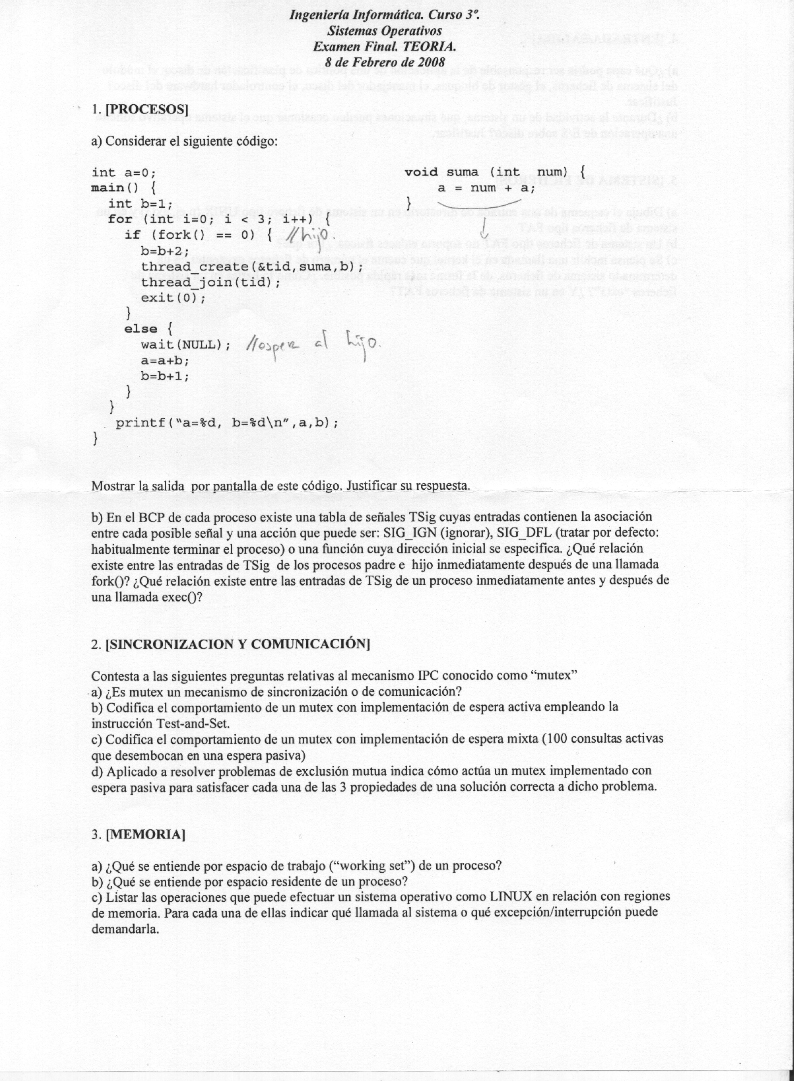 Ingeniería Informática. Curso 3º.
Sistemas Operativos
Examen Final. TEORIA.
8 de Febrero de 2008
1. [PROCESOS]
a) Considerar el siguiente código:
int a=0;
main() {
int b=1;
for (int i=0; i < 3; i++) {
if (fork() == 0) { //hijo.
b=b+2;
thread_create(&tid,suma,b);
thread_join(tid);
exit(0);
}
else {
wait(NULL); //espera al hijo.
a=a+b;
b=b+1;
}
}
printf("a=%d, b=%d\n",a,b);
}
void suma (int num) {
a = num + a;
}
Mostrar la salida por pantalla de este código. Justificar su respuesta.
b) En el BCP de cada proceso existe una tabla de señales TSig cuyas entradas contienen la asociación
entre cada posible señal y una acción que puede ser: SIG_IGN (ignorar), SIG_DFL (tratar por defecto:
habitualmente terminar el proceso) o una función cuya dirección inicial se especifica. ¿Qué relación
existe entre las entradas de TSig de los procesos padre e hijo inmediatamente después de una llamada
fork()? ¿Qué relación existe entre las entradas de TSig de un proceso inmediatamente antes y después de
una llamada exec()?
2. [SINCRONIZACION Y COMUNICACIÓN]
Contesta a las siguientes preguntas relativas al mecanismo IPC conocido como “mutex”
a) ¿Es mutex un mecanismo de sincronización o de comunicación?
b) Codifica el comportamiento de un mutex con implementación de espera activa empleando la
instrucción Test-and-Set.
c) Codifica el comportamiento de un mutex con implementación de espera mixta (100 consultas activas
que desembocan en una espera pasiva)
d) Aplicado a resolver problemas de exclusión mutua indica cómo actúa un mutex implementado con
espera pasiva para satisfacer cada una de las 3 propiedades de una solución correcta a dicho problema.
3. [MEMORIA]
a) ¿Qué se entiende por espacio de trabajo (“working set”) de un proceso?
b) ¿Qué se entiende por espacio residente de un proceso?
c) Listar las operaciones que puede efectuar un sistema operativo como LINUX en relación con regiones
de memoria. Para cada una de ellas indicar qué llamada al sistema o qué excepción/interrupción puede
demandarla.